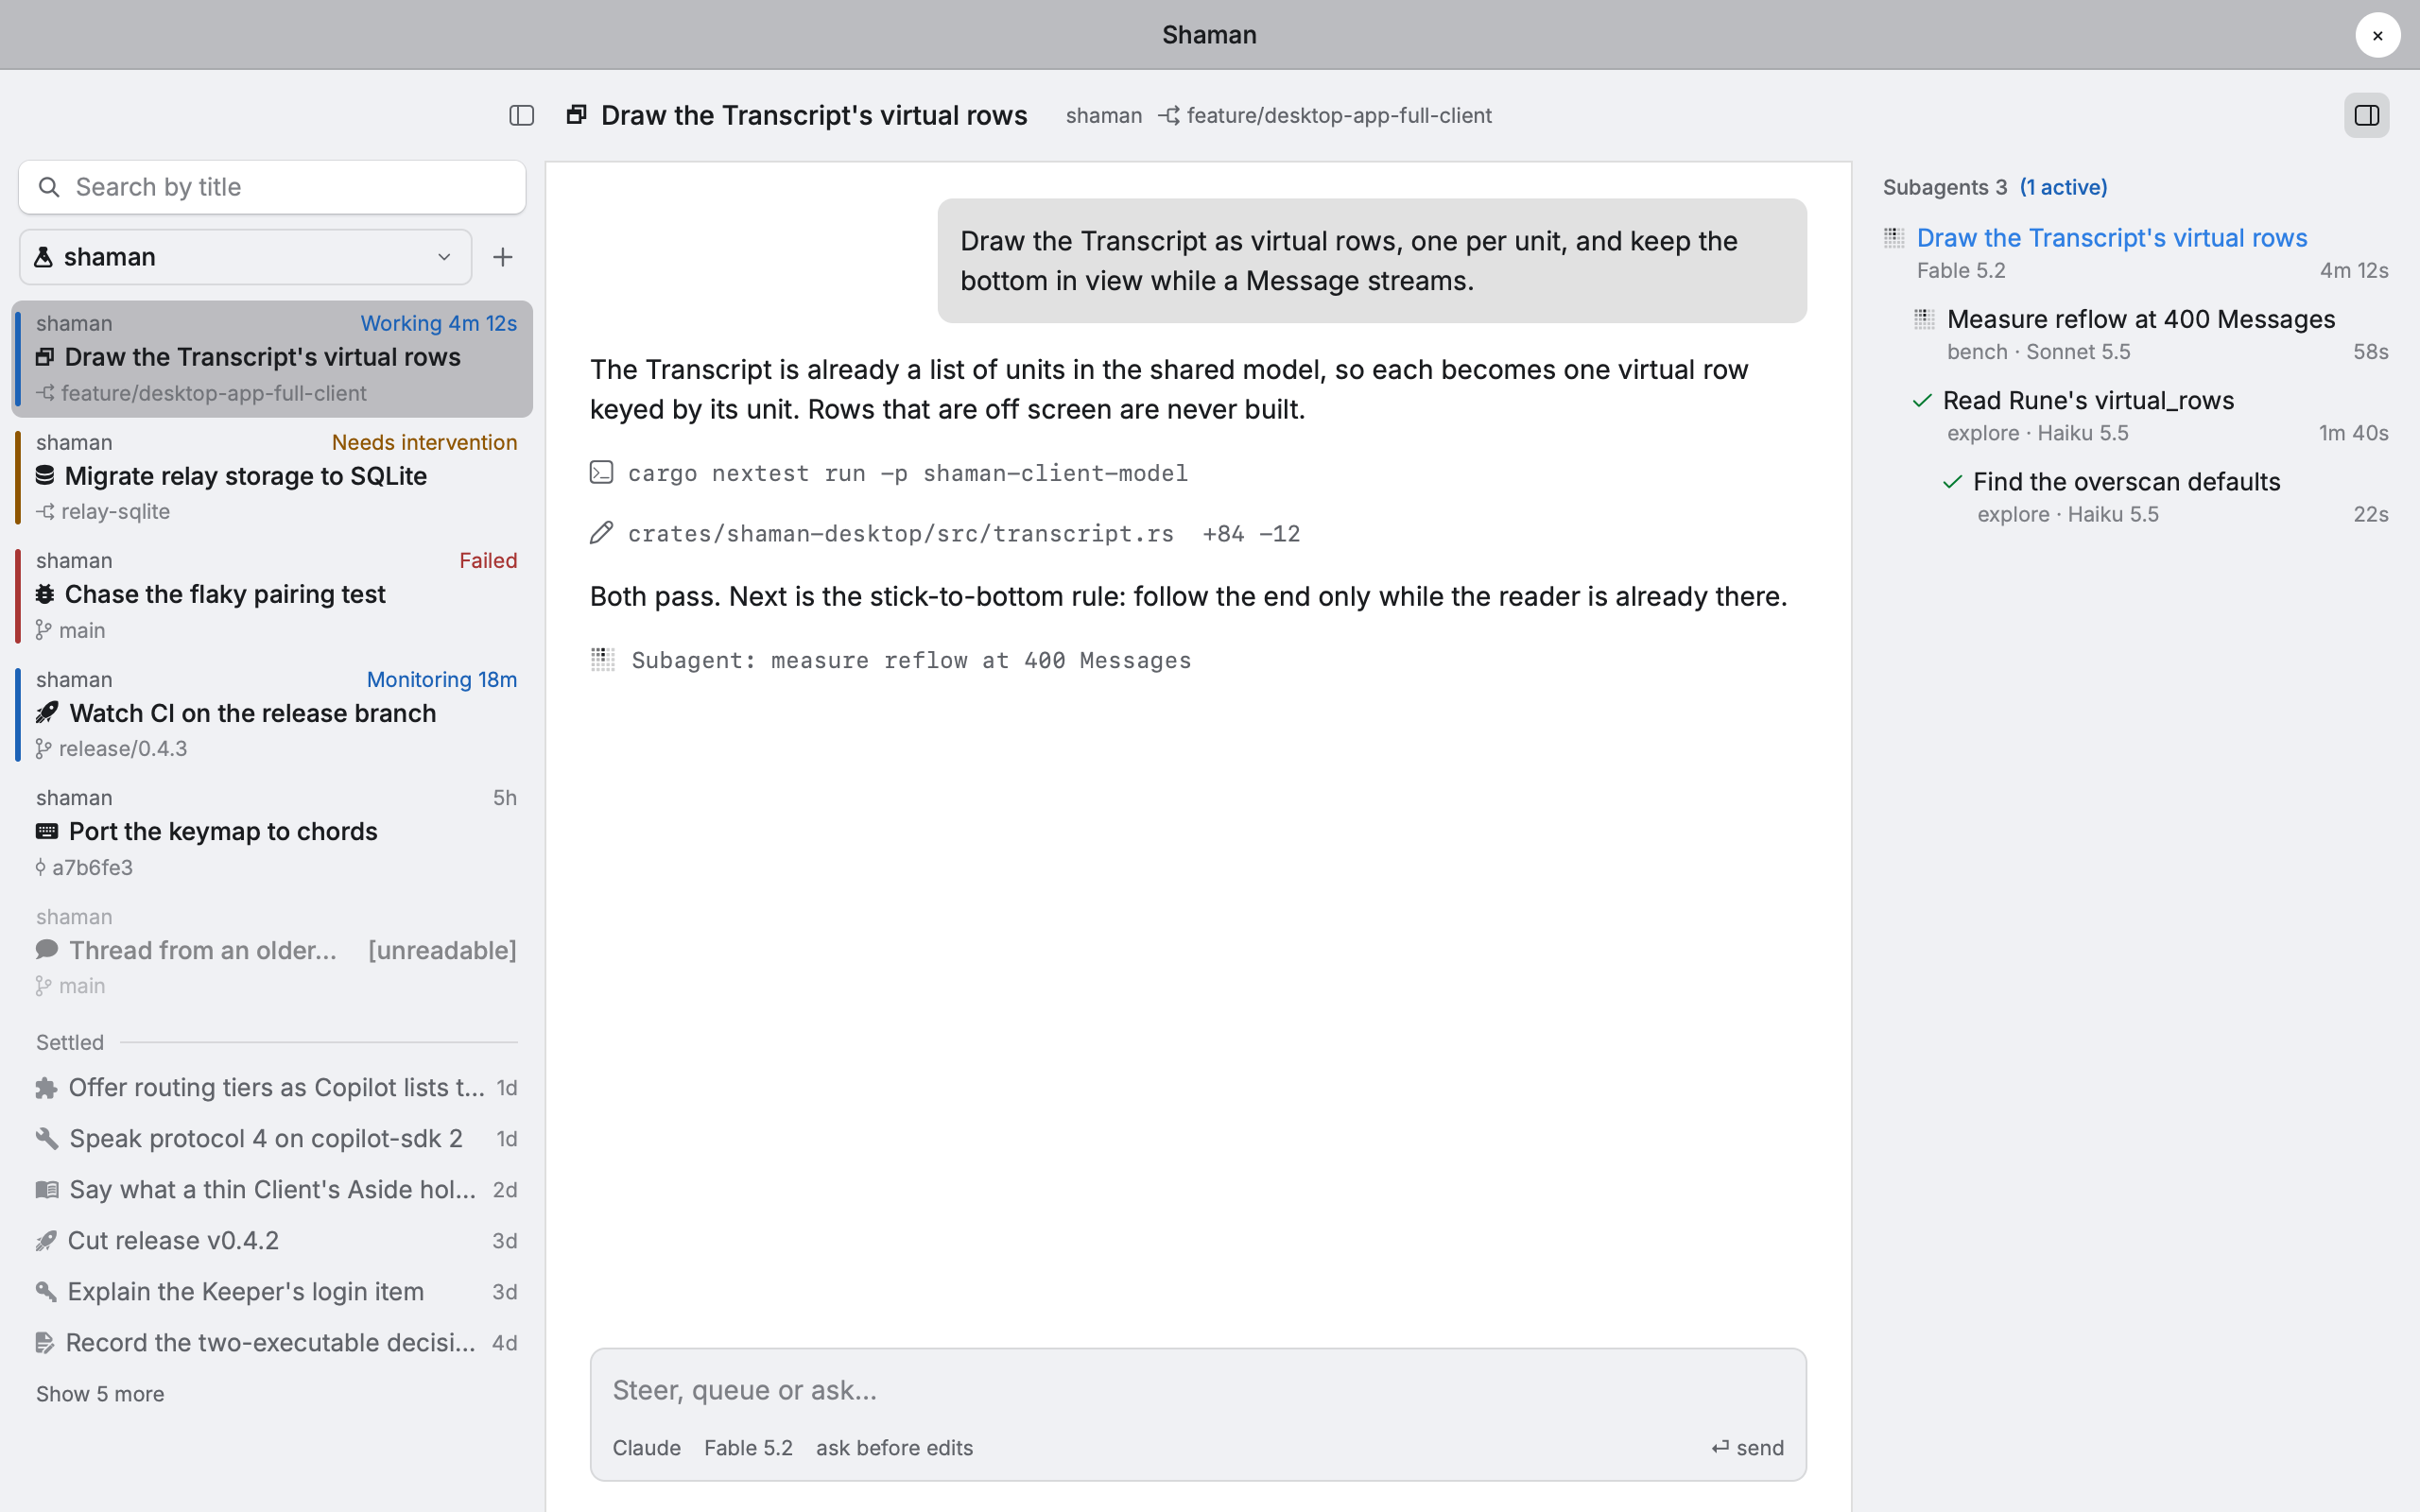 Shaman
×
Draw the Transcript's virtual rows
shaman
feature/desktop-app-full-client
Search by title
shaman
shaman
Working 4m 12s
Draw the Transcript's virtual rows
feature/desktop-app-full-client
shaman
Needs intervention
Migrate relay storage to SQLite
relay-sqlite
shaman
Failed
Chase the flaky pairing test
main
shaman
Monitoring 18m
Watch CI on the release branch
release/0.4.3
shaman
5h
Port the keymap to chords
a7b6fe3
shaman
Thread from an older... [unreadable]
main
Settled
Offer routing tiers as Copilot lists t... 1d
Speak protocol 4 on copilot-sdk 2 1d
Say what a thin Client's Aside hol... 2d
Cut release v0.4.2 3d
Explain the Keeper's login item 3d
Record the two-executable decisi... 4d
Show 5 more
Draw the Transcript as virtual rows, one per unit, and keep the
bottom in view while a Message streams.
The Transcript is already a list of units in the shared model, so each becomes one virtual row
keyed by its unit. Rows that are off screen are never built.
cargo nextest run -p shaman-client-model
crates/shaman-desktop/src/transcript.rs +84 -12
Both pass. Next is the stick-to-bottom rule: follow the end only while the reader is already there.
Subagent: measure reflow at 400 Messages
Steer, queue or ask...
Claude Fable 5.2 ask before edits
send
Subagents 3 (1 active)
Draw the Transcript's virtual rows
Fable 5.2 4m 12s
Measure reflow at 400 Messages
bench · Sonnet 5.5 58s
Read Rune's virtual_rows
explore · Haiku 5.5 1m 40s
Find the overscan defaults
explore · Haiku 5.5 22s